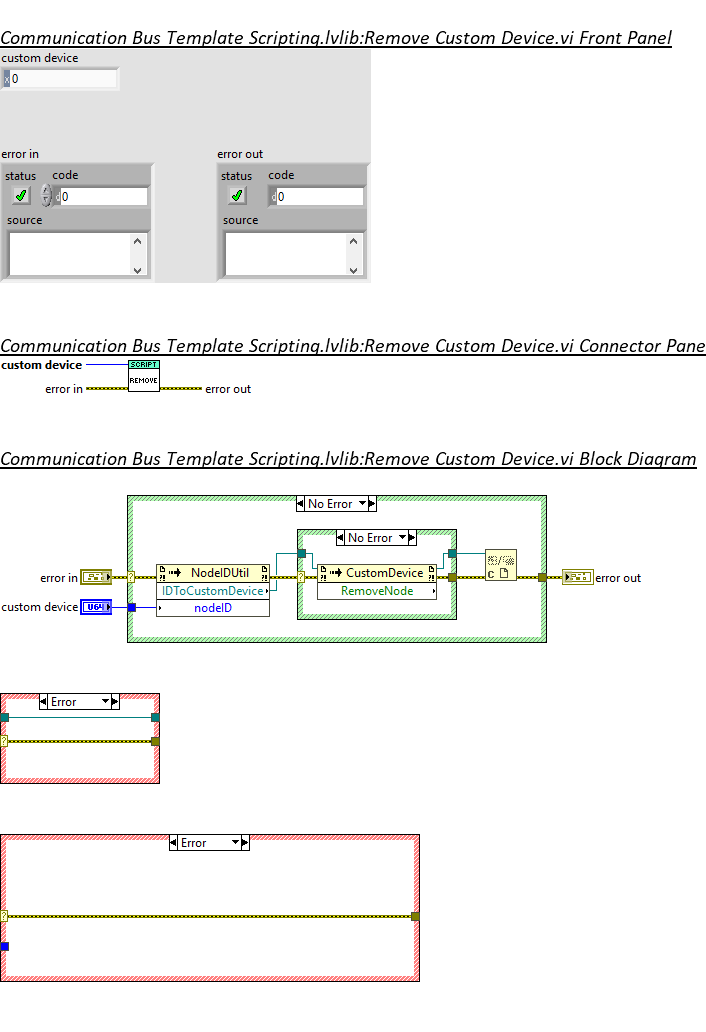 Communication Bus Template Scripting.lvlib:Remove Custom Device.vi Front Panel
custom device
x 0
error in
error out
status code
status code
d 0
d 0
source
source
Communication Bus Template Scripting.lvlib:Remove Custom Device.vi Connector Pane
custom device
SCRIPT
REMOVE
error in
error out
Communication Bus Template Scripting.lvlib:Remove Custom Device.vi Block Diagram
No Error
No Error
error in
? NodeIDUtil
?!
?!
IDToCustomDevice
custom device
U64
nodeID
? CustomDevice
?!
?!
RemoveNode
C
error out
Error
?
Error
?